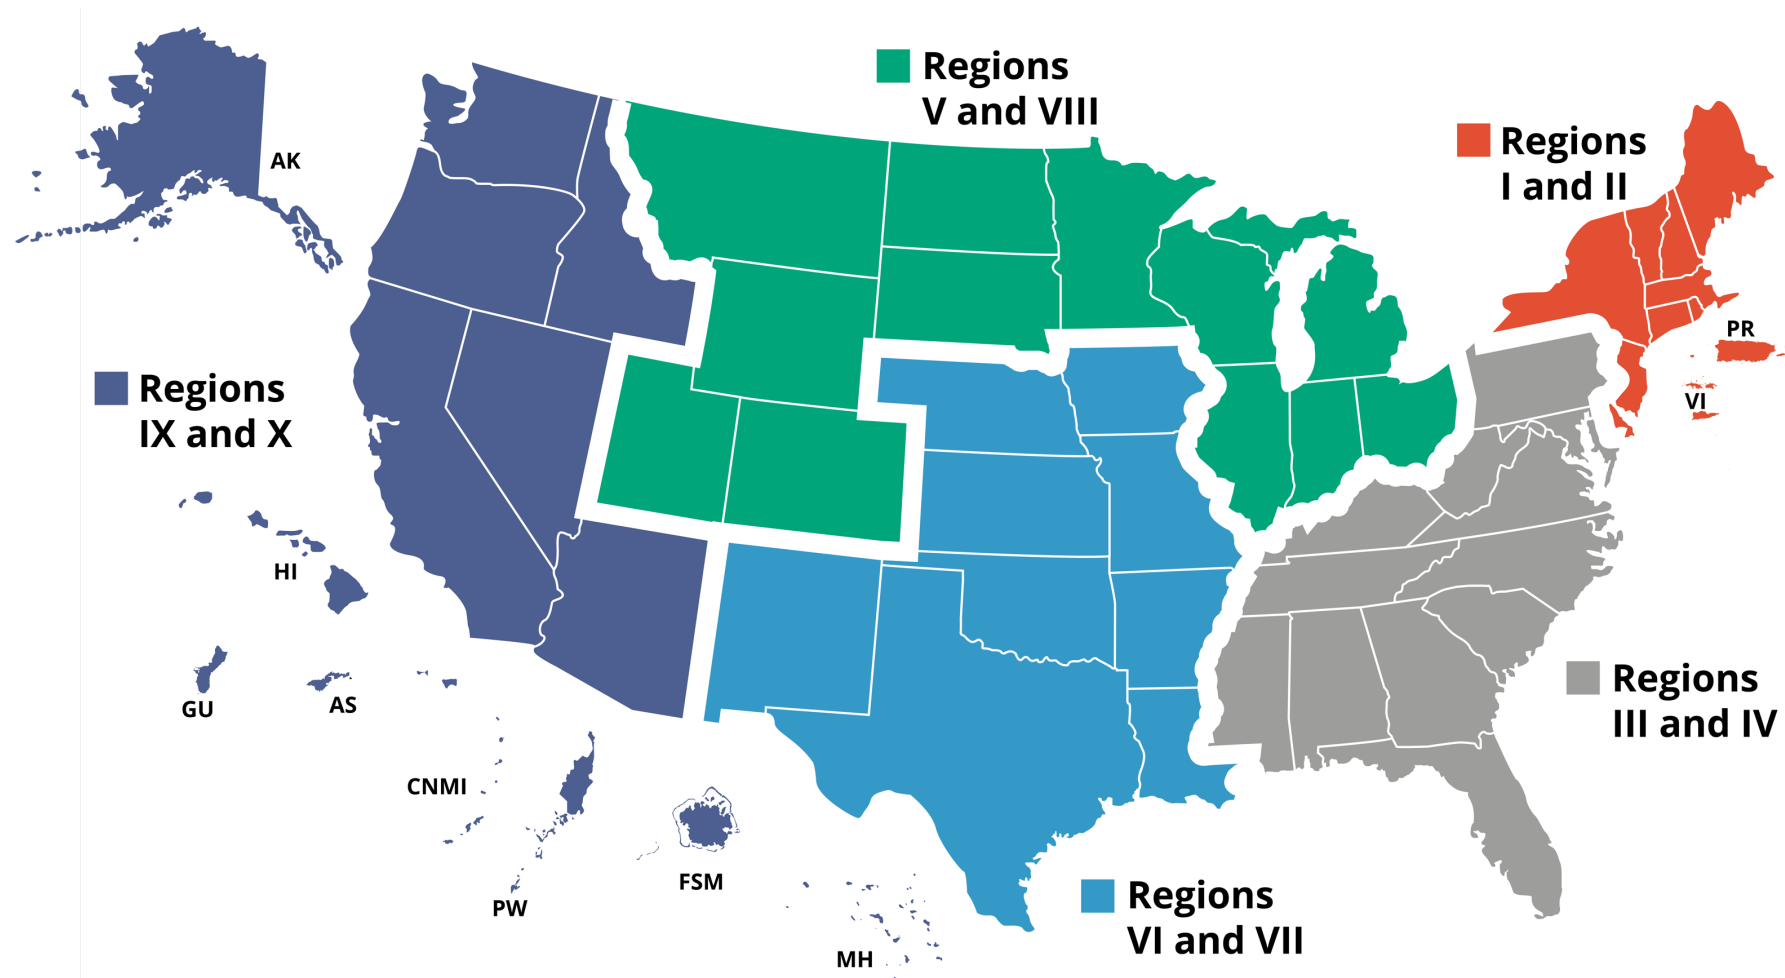 Regions
V and VIII
Regions
I and II
AK
PR
Regions
IX and X
VI
HI
Regions
III and IV
GU
AS
CNMI
FSM
Regions
VI and VII
PW
MH